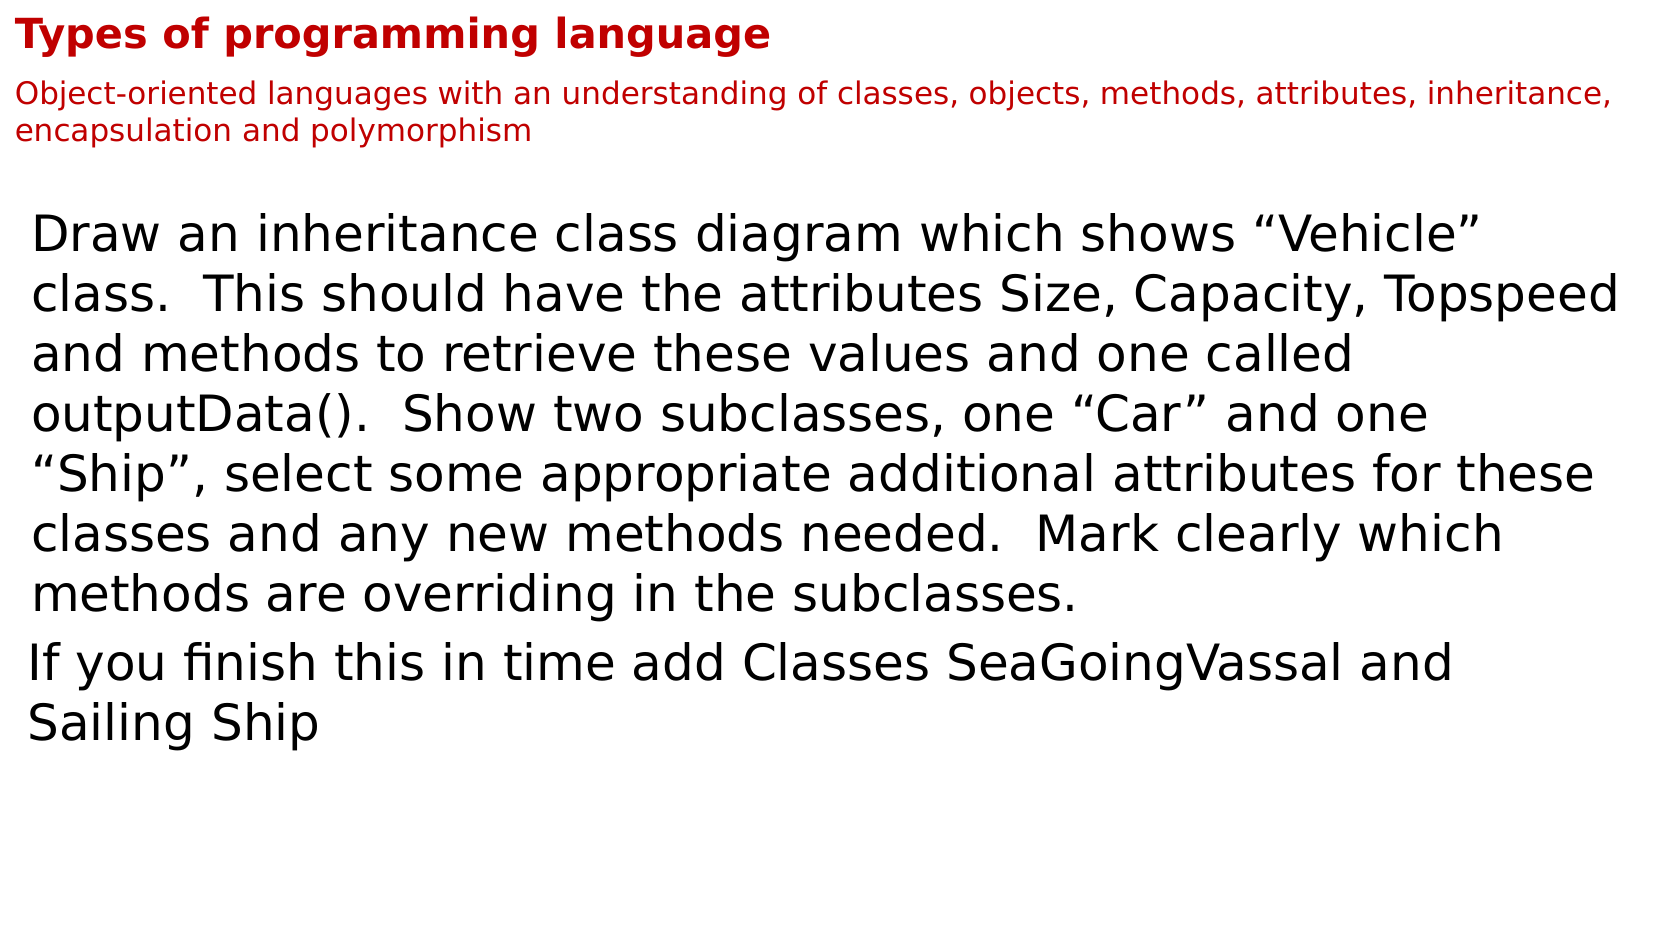 Types of programming language
Object-oriented languages with an understanding of classes, objects, methods, attributes, inheritance,
encapsulation and polymorphism
Draw an inheritance class diagram which shows “Vehicle”
class.  This should have the attributes Size, Capacity, Topspeed
and methods to retrieve these values and one called
outputData().  Show two subclasses, one “Car” and one
“Ship”, select some appropriate additional attributes for these
classes and any new methods needed.  Mark clearly which
methods are overriding in the subclasses.
If you finish this in time add Classes SeaGoingVassal and
Sailing Ship